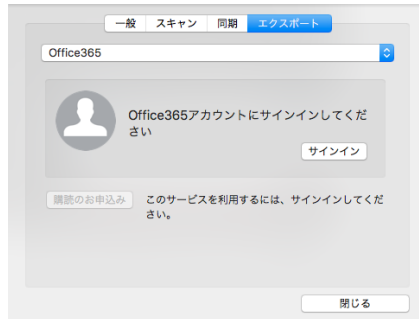 一般 スキャン 同期 エクスポート
Office365
Office365アカウントにサインインしてくだ
さい
サインイン
購読のお申込み このサービスを利用するには、サインインしてくだ
さい。
閉じる